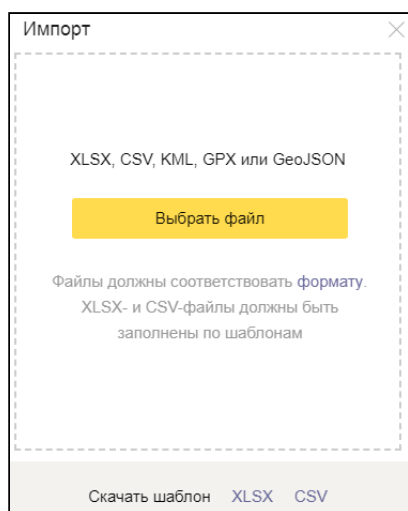 Импорт
XLSX, CSV, KML, GPX или GeoJSON
Выбрать файл
Файлы должны соответствовать формату.
XLSX- и CSV-файлы должны быть
заполнены по шаблонам
Скачать шаблон XLSX CSV